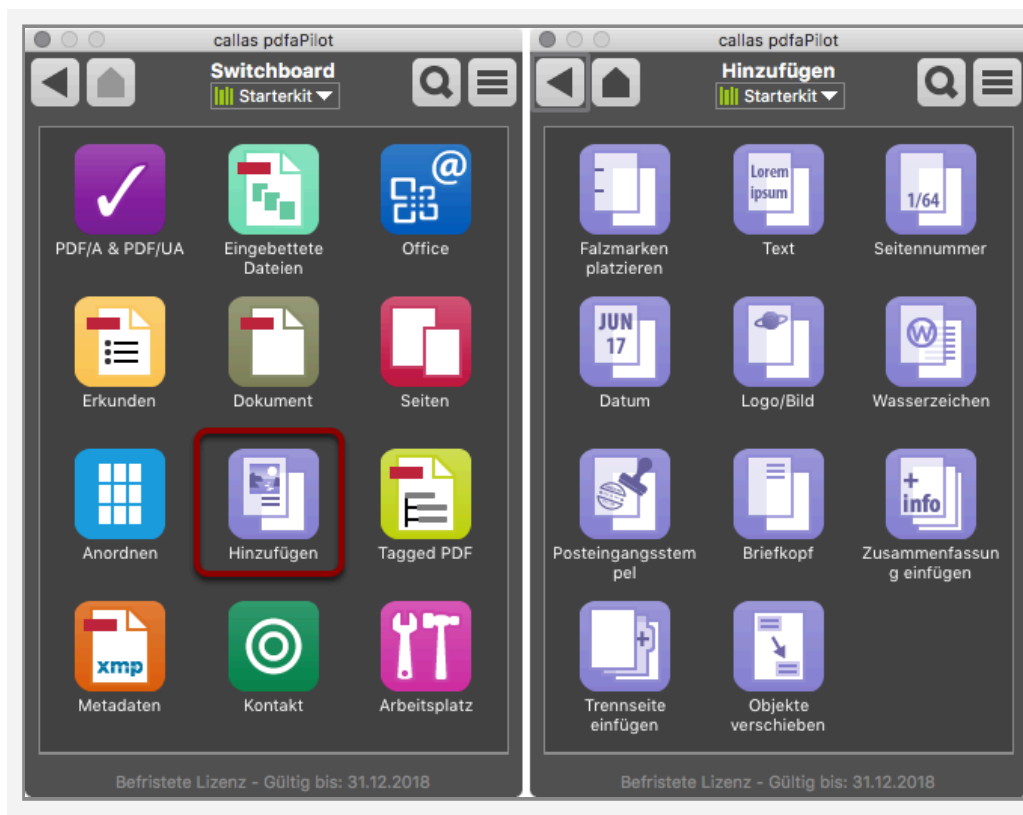 callas pdfaPilot
Switchboard
Starterkit
PDF/A & PDF/UA
Eingebettete
Dateien
@
Office
Erkunden
Dokument
Seiten
Anordnen
Hinzufügen
Tagged PDF
xmp
Metadaten
Kontakt
Arbeitsplatz
Befristete Lizenz - Gültig bis: 31.12.2018
callas pdfaPilot
Hinzufügen
Starterkit
Falzmarken
platzieren
Lorem
ipsum
Text
1/64
Seitennummer
JUN
17
Datum
Logo/Bild
W
Wasserzeichen
Posteingangsstem
pel
Briefkopf
+
info
Zusammenfassun
g einfügen
+
Trennseite
einfügen
Objekte
verschieben
Befristete Lizenz - Gültig bis: 31.12.2018